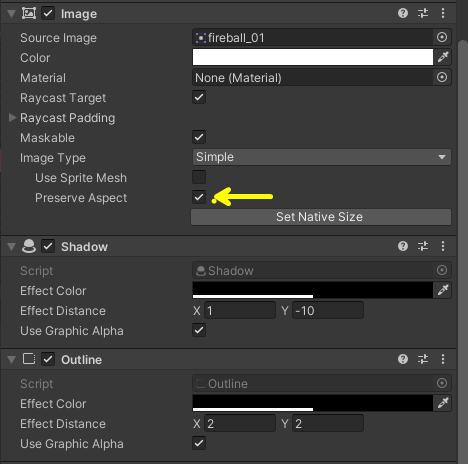 Image
Source Image fireball_01
Color
Material None (Material)
Raycast Target
Raycast Padding
Maskable
Image Type Simple
Use Sprite Mesh
Preserve Aspect
Set Native Size
Shadow
Script Shadow
Effect Color
Effect Distance X 1 Y -10
Use Graphic Alpha
Outline
Script Outline
Effect Color
Effect Distance X 2 Y 2
Use Graphic Alpha